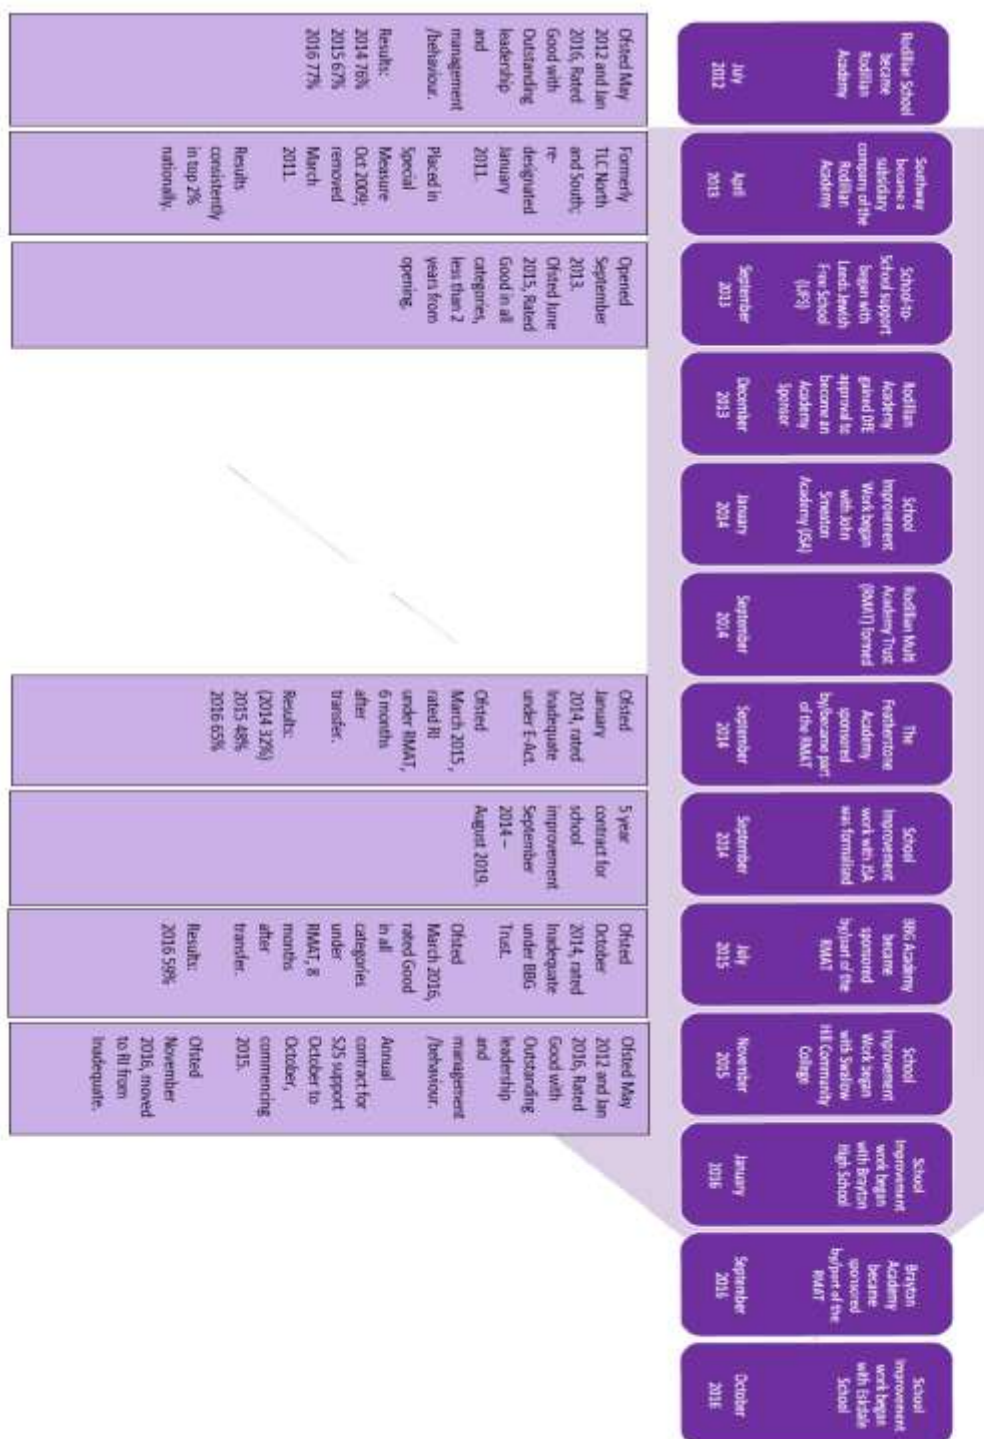 Rodillian School
became
Rodillian
Academy
July
2012
Southway
became a
subsidiary
company of the
Rodillian
Academy
April
2013
School-to-
School support
began with
Leeds Jewish
Free School
(LJFS)
September
2013
Rodillian
Academy
gained DfE
approval to
become an
Academy
Sponsor
December
2013
School
Improvement
Work began
with John
Smeaton
Academy (JSA)
January
2014
Rodillian Multi
Academy Trust
(RMAT) formed
September
2014
The
Featherstone
Academy
sponsored
by/became part
of the RMAT
September
2014
School
Improvement
work with JSA
was formalised
September
2014
BBG Academy
became
sponsored
by/part of the
RMAT
July
2015
School
Improvement
Work began
with Swallow
Hill Community
College
November
2015
School
Improvement
work began
with Brayton
High School
January
2016
Brayton
Academy
became
sponsored
by/part of the
RMAT
September
2016
School
Improvement
work began
with Eskdale
School
October
2016
Ofsted May
2012 and Jan
2016, Rated
Good with
Outstanding
leadership
and
management
/behaviour.
Results:
2014 76%
2015 67%
2016 77%
Formerly
TLC North
and South;
re-
designated
January
2011.
Placed in
Special
Measure
Oct 2009;
removed
March
2011.
Results
consistently
in top 2%
nationally.
Opened
September
2013.
Ofsted June
2015, Rated
Good in all
categories,
less than 2
years from
opening.
Ofsted
January
2014, rated
Inadequate
under E-Act.
Ofsted
March 2015,
rated RI
under RMAT,
6 months
after
transfer.
Results:
(2014 32%)
2015 48%
2016 65%
5 year
contract for
school
improvement
September
2014 –
August 2019.
Ofsted
October
2014, rated
Inadequate
under BBG
Trust.
Ofsted
March 2016,
rated Good
in all
categories
under
RMAT, 8
months
after
transfer.
Results:
2016 59%
Ofsted May
2012 and Jan
2016, Rated
Good with
Outstanding
leadership
and
management
/behaviour.
Annual
contract for
S25 support
October to
October,
commencing
2015.
Ofsted
November
2016, moved
to RI from
Inadequate.